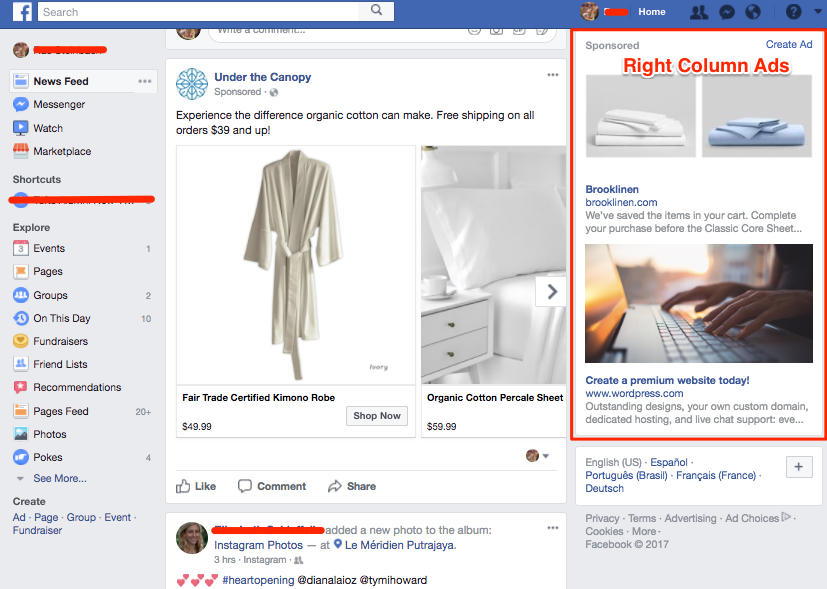 Search
Home
News Feed
Messenger
Watch
Marketplace
Shortcuts
Explore
3 Events 1
Pages
Groups 2
On This Day 10
Fundraisers
Friend Lists
Recommendations
Pages Feed 20+
Photos
Pokes 4
See More...
Create
Ad · Page · Group · Event ·
Fundraiser
Write a comment...
Under the Canopy
Sponsored ·
Experience the difference organic cotton can make. Free shipping on all
orders $39 and up!
Ivory
Fair Trade Certified Kimono Robe
$49.99
Shop Now
Organic Cotton Percale Sheet
$59.99
Like
Comment
Share
added a new photo to the album:
Instagram Photos — at Le Méridien Putrajaya.
3 hrs · Instagram ·
#heartopening @dianalaioz @tymihoward
Sponsored
Create Ad
Right Column Ads
Brooklinen
brooklinen.com
We've saved the items in your cart. Complete
your purchase before the Classic Core Sheet...
Create a premium website today!
www.wordpress.com
Outstanding designs, your own custom domain,
dedicated hosting, and live chat support: eve...
English (US) · Español ·
Português (Brasil) · Français (France) ·
Deutsch
Privacy · Terms · Advertising · Ad Choices ·
Cookies · More ·
Facebook © 2017